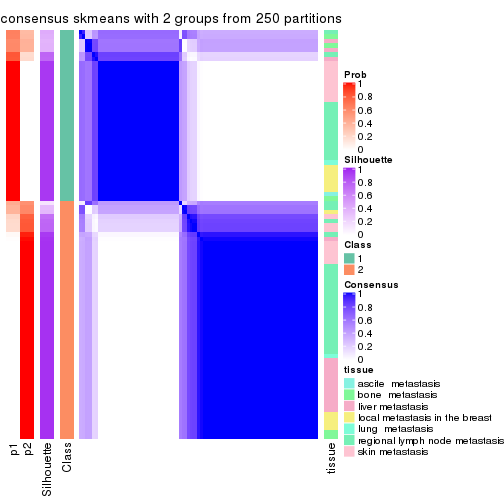 consensus skmeans with 2 groups from 250 partitions
Prob
1
0.8
0.6
0.4
0.2
0
Silhouette
1
0.8
0.6
0.4
0.2
0
Class
1
2
Consensus
1
0.8
0.6
0.4
0.2
0
tissue
ascite metastasis
bone metastasis
liver metastasis
local metastasis in the breast
lung metastasis
regional lymph node metastasis
skin metastasis
p1
p2
Silhouette
Class
tissue